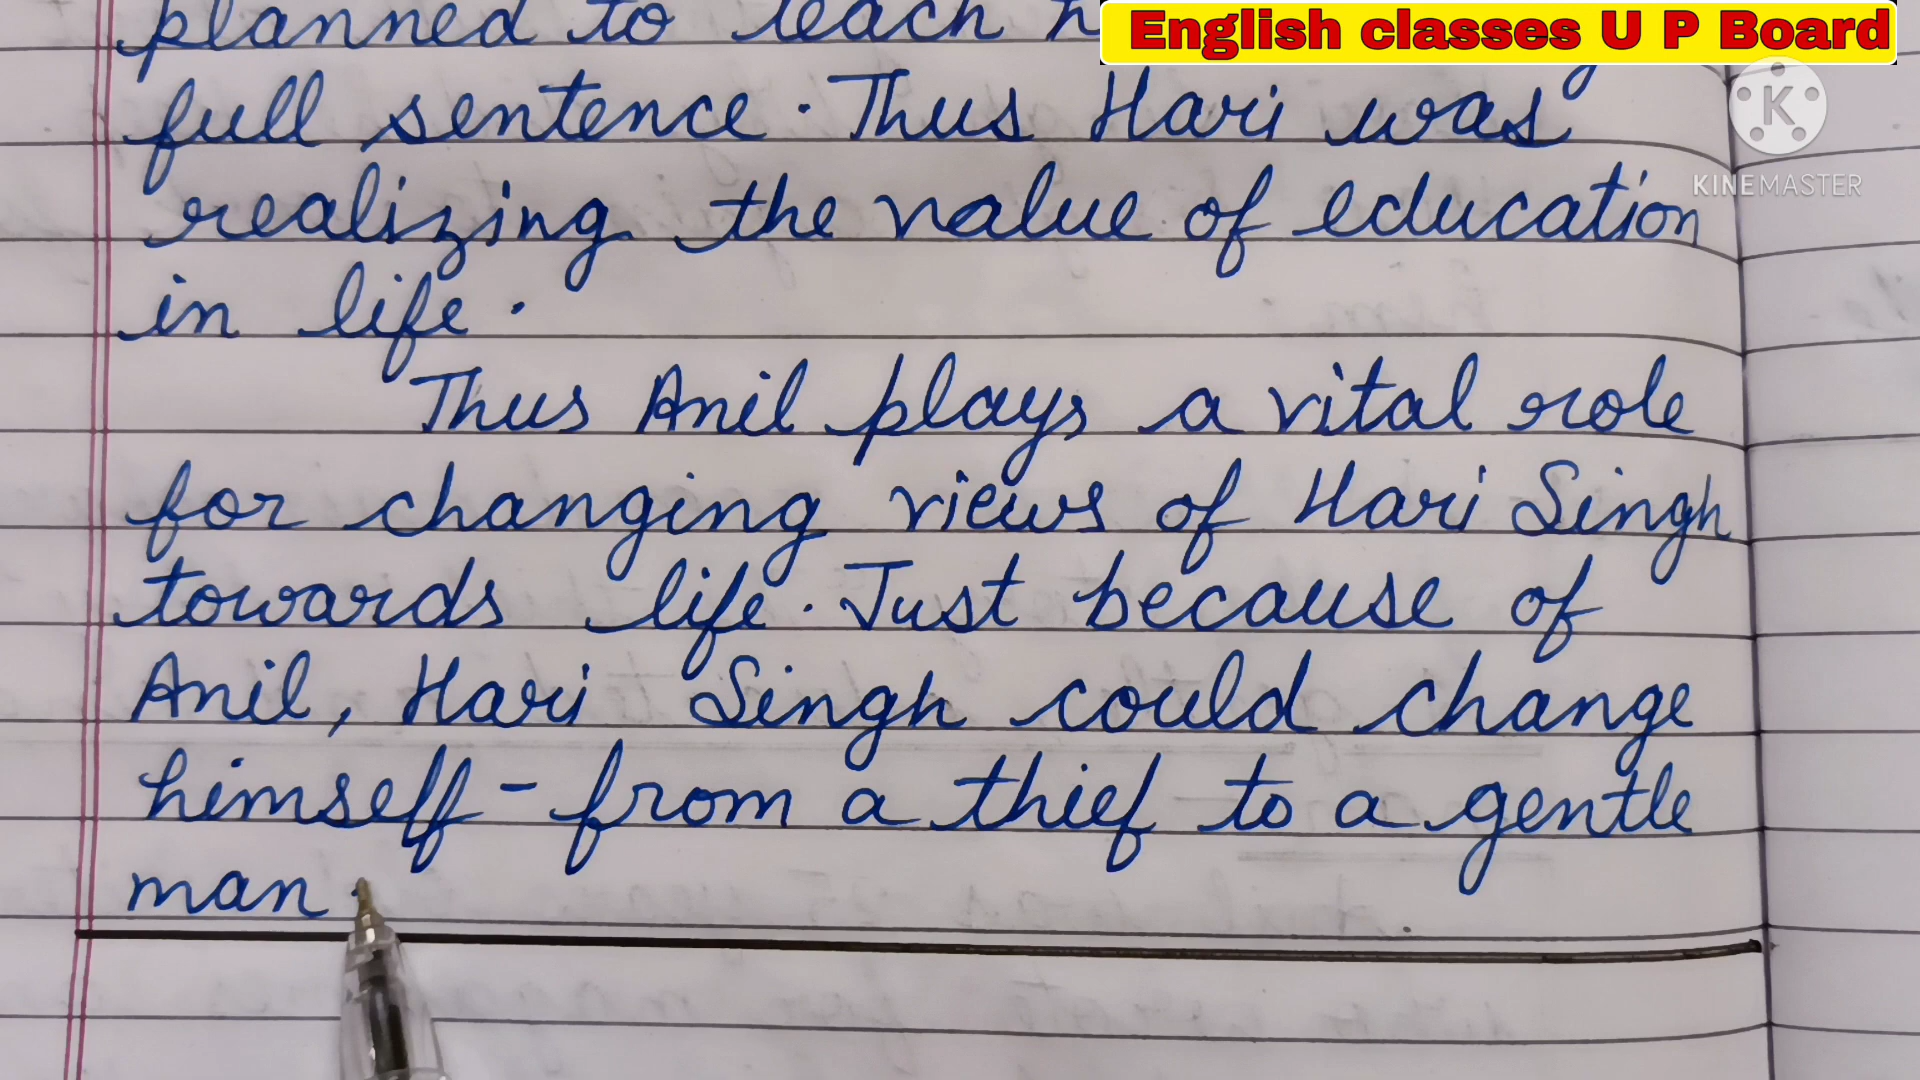 English classes U P Board
planned to teach
full sentence. Thus Hari was
K
KINEMASTER
realizing the value of education
in life.
Thus Anil plays a vital role
for changing views of Hari Singh
towards life. Just because of
Anil, Hari Singh could change
himself - from a thief to a gentle
man.